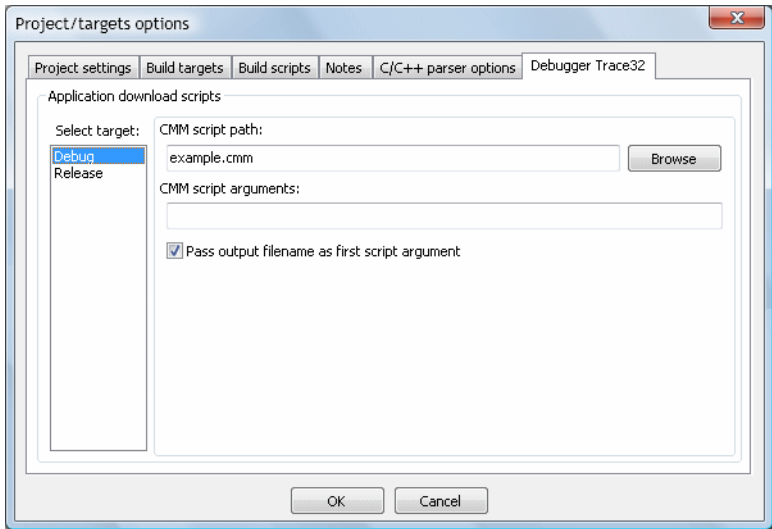 Project/targets options
Project settings Build targets Build scripts Notes C/C++ parser options Debugger Trace32
Application download scripts
Select target:
Debug
Release
CMM script path:
example.cmm
Browse
CMM script arguments:
Pass output filename as first script argument
OK Cancel